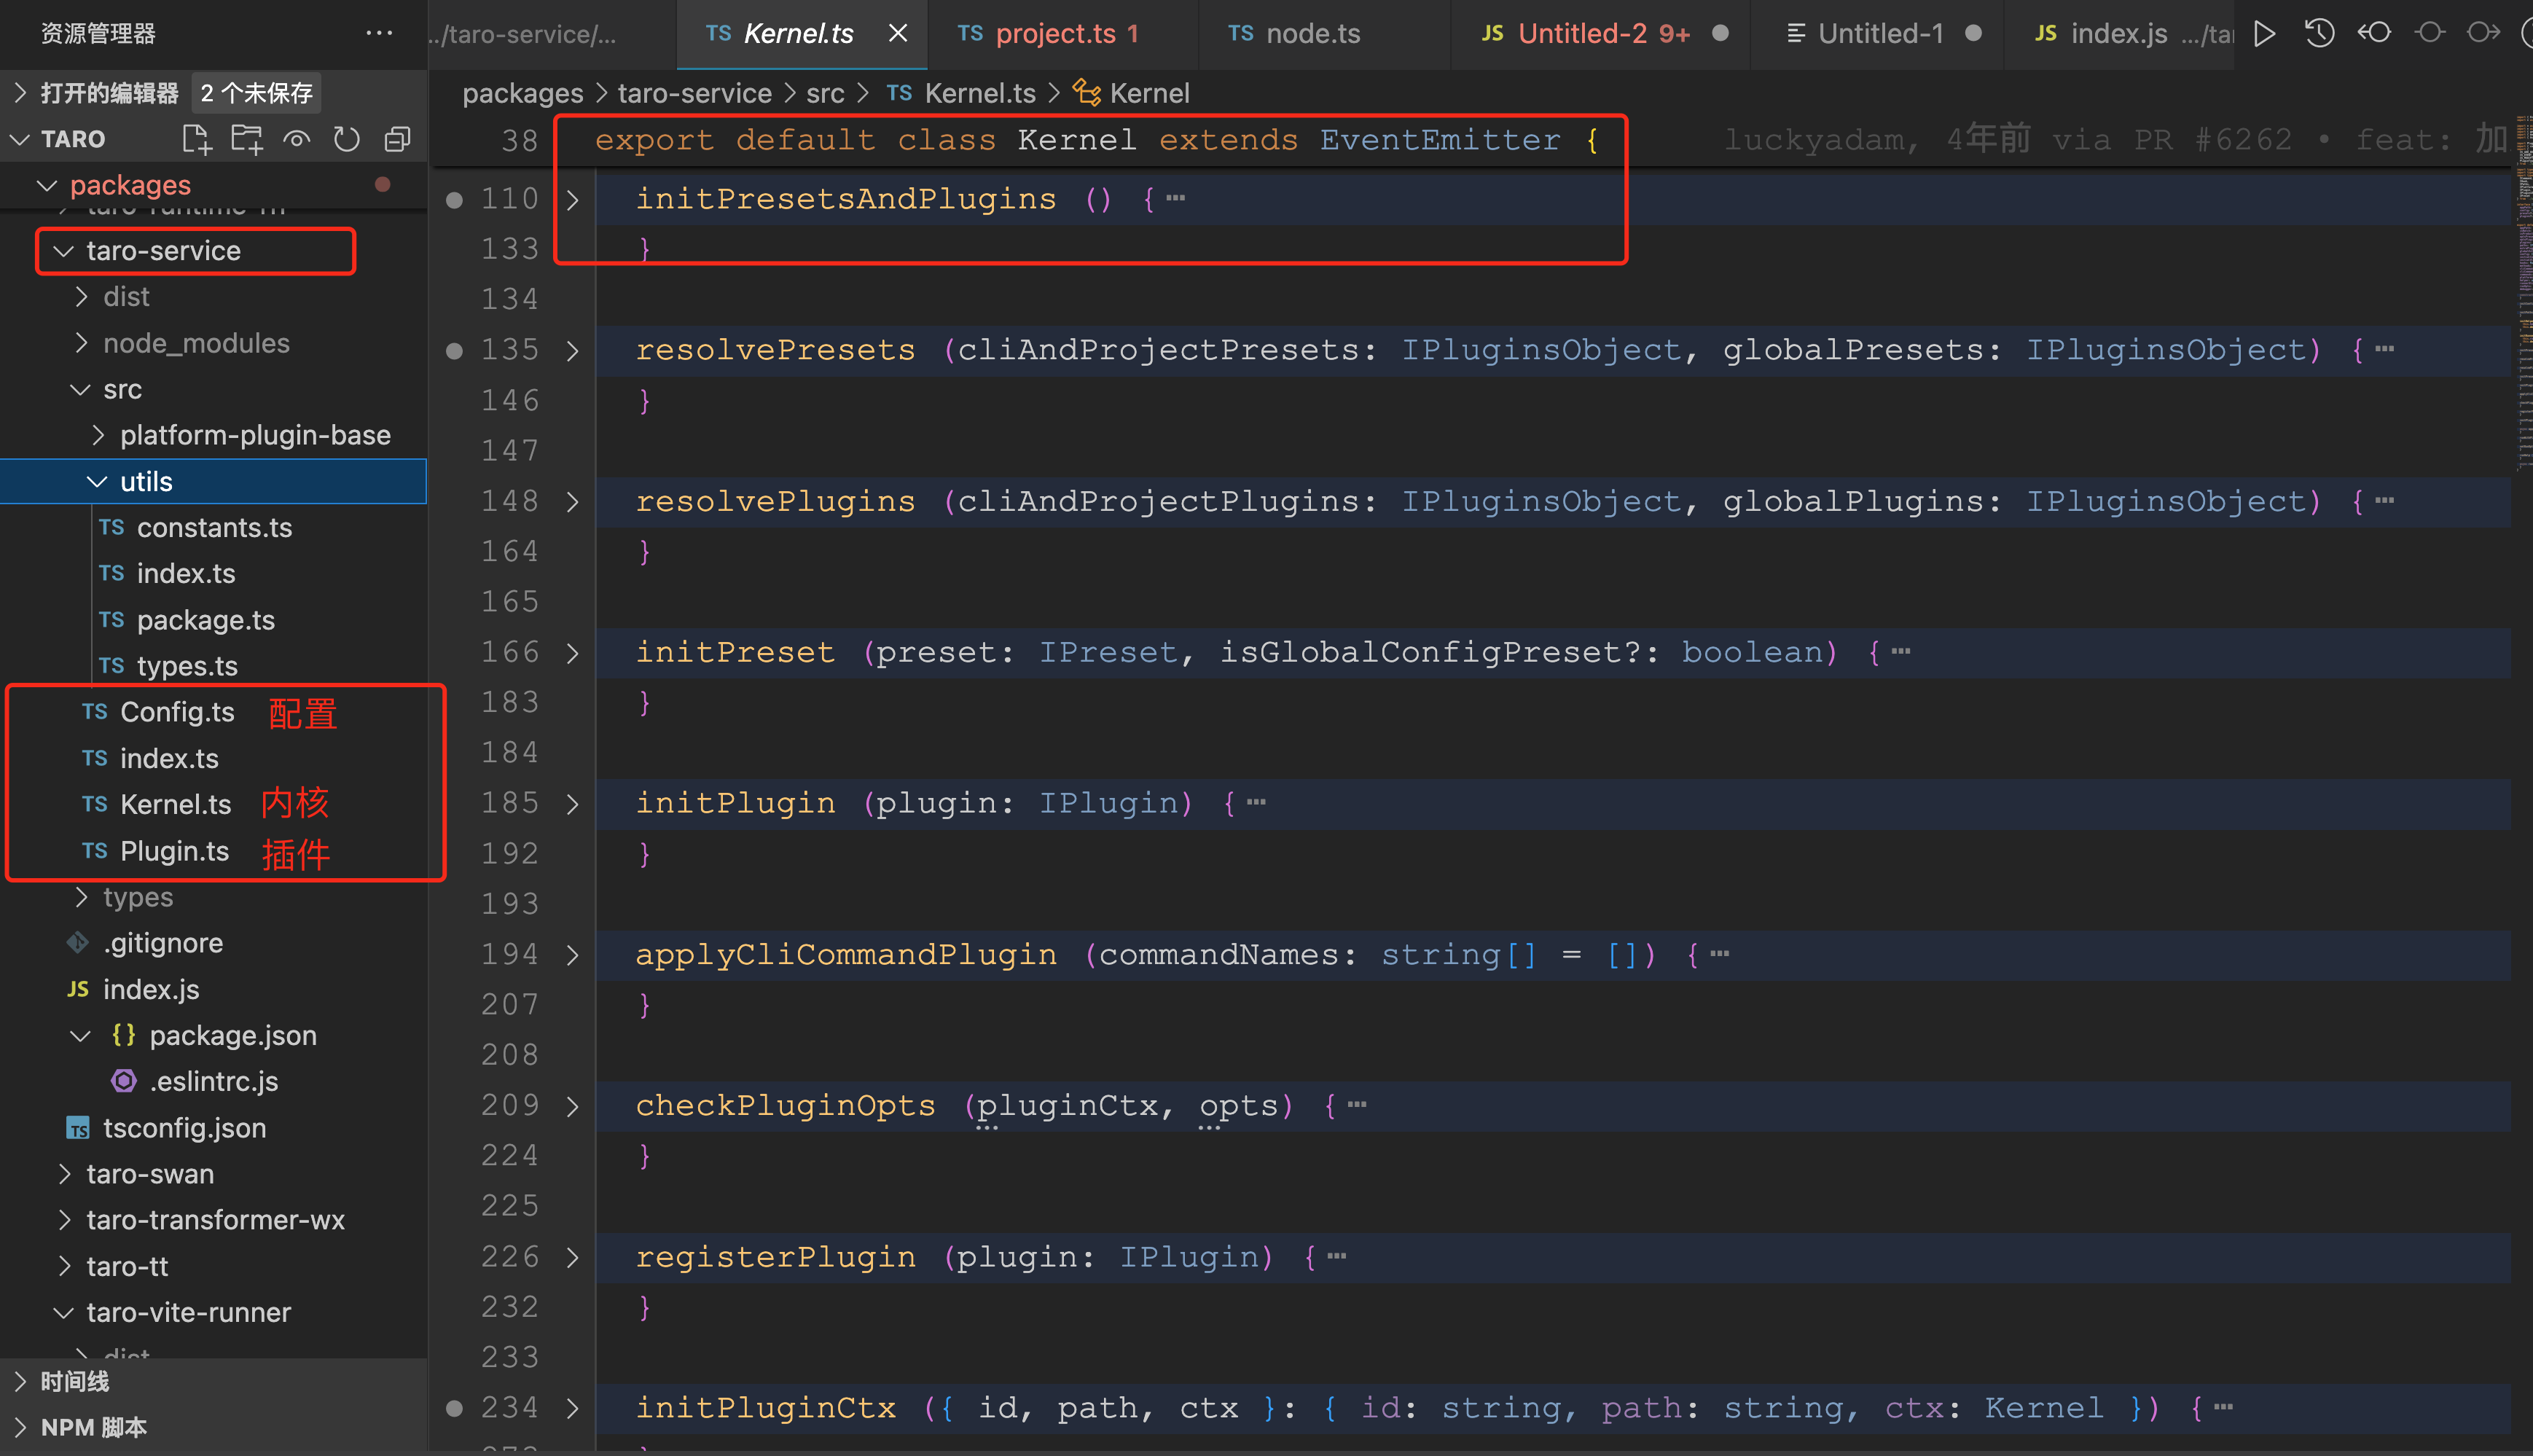 资源管理器
打开的编辑器 2 个未保存
TARO
packages
taro-runtime-rn
taro-service
dist
node_modules
src
platform-plugin-base
utils
TS constants.ts
TS index.ts
TS package.ts
TS types.ts
TS Config.ts 配置
TS index.ts
TS Kernel.ts 内核
TS Plugin.ts 插件
types
.gitignore
JS index.js
{} package.json
.eslintrc.js
TS tsconfig.json
taro-swan
taro-transformer-wx
taro-tt
taro-vite-runner
dist
时间线
NPM 脚本
../taro-service/...
TS Kernel.ts
TS project.ts 1
TS node.ts
JS Untitled-2 9+
Untitled-1
JS index.js .../tar
packages > taro-service > src > TS Kernel.ts > Kernel
38 export default class Kernel extends EventEmitter { luckyadam, 4年前 via PR #6262 • feat: 加
110 initPresetsAndPlugins () {⋯
133 }
134
135 resolvePresets (cliAndProjectPresets: IPluginsObject, globalPresets: IPluginsObject) {⋯
146 }
147
148 resolvePlugins (cliAndProjectPlugins: IPluginsObject, globalPlugins: IPluginsObject) {⋯
164 }
165
166 initPreset (preset: IPreset, isGlobalConfigPreset?: boolean) {⋯
183 }
184
185 initPlugin (plugin: IPlugin) {⋯
192 }
193
194 applyCliCommandPlugin (commandNames: string[] = []) {⋯
207 }
208
209 checkPluginOpts (pluginCtx, opts) {⋯
224 }
225
226 registerPlugin (plugin: IPlugin) {⋯
232 }
233
234 initPluginCtx ({ id, path, ctx }: { id: string, path: string, ctx: Kernel }) {⋯